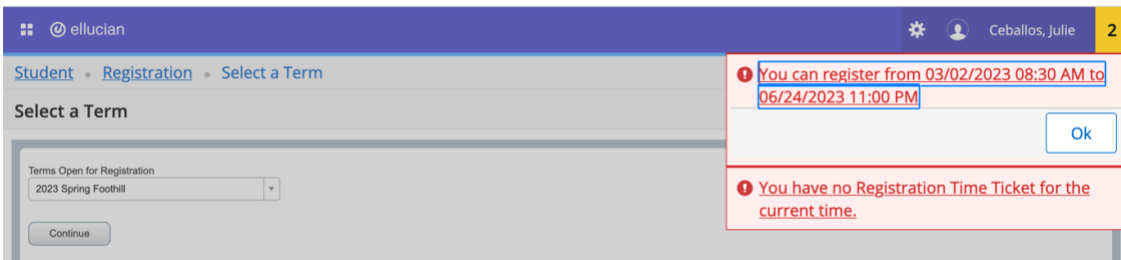 ellucian
Ceballos, Julie
2
Student • Registration • Select a Term
Select a Term
You can register from 03/02/2023 08:30 AM to
06/24/2023 11:00 PM
Ok
You have no Registration Time Ticket for the
current time.
Terms Open for Registration
2023 Spring Foothill
Continue